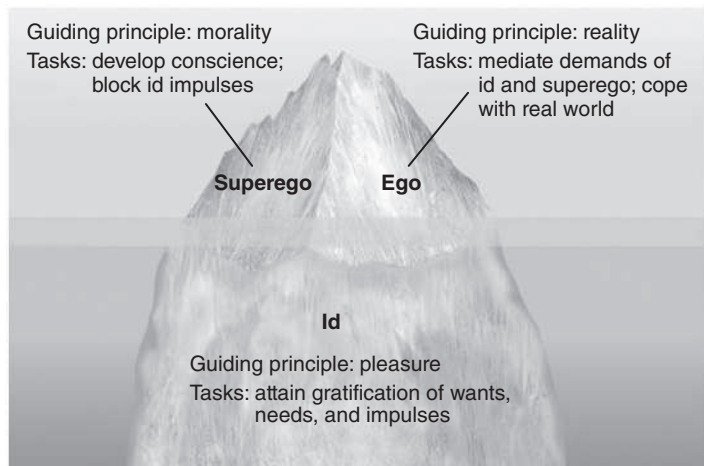 Guiding principle: morality
Tasks: develop conscience;
block id impulses
Guiding principle: reality
Tasks: mediate demands of
id and superego; cope
with real world
Superego
Ego
Id
Guiding principle: pleasure
Tasks: attain gratification of wants,
needs, and impulses